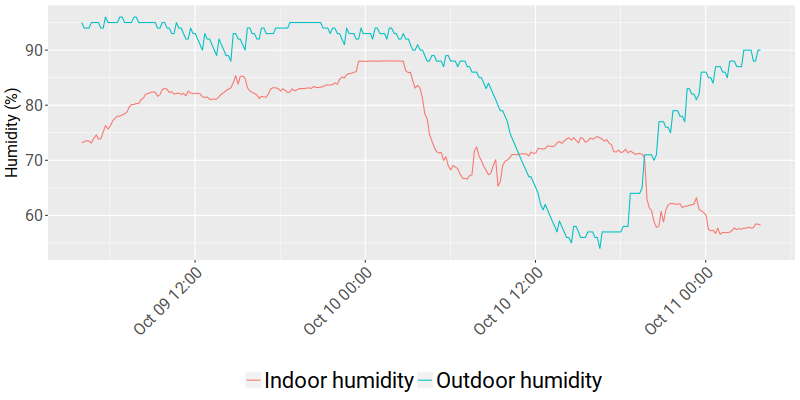 Humidity (%)
90
80
70
60
Oct 09 12:00
Oct 10 00:00
Oct 10 12:00
Oct 11 00:00
Indoor humidity
Outdoor humidity